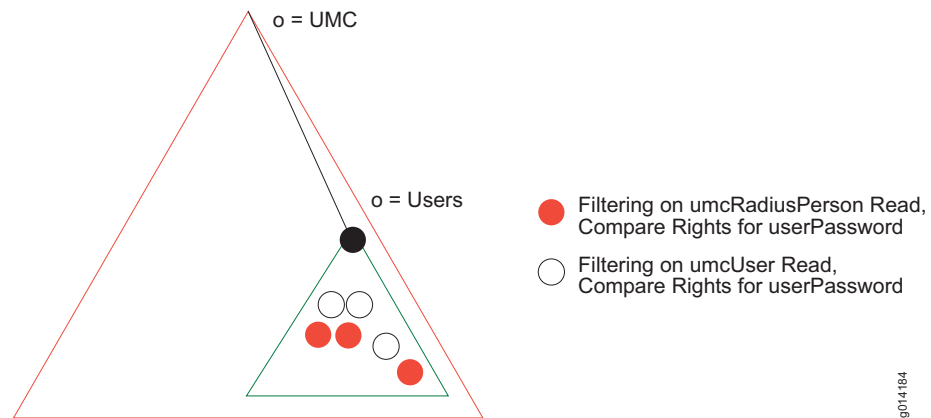 o = UMC
o = Users
Filtering on umcRadiusPerson Read,
Compare Rights for userPassword
Filtering on umcUser Read,
Compare Rights for userPassword
g014184